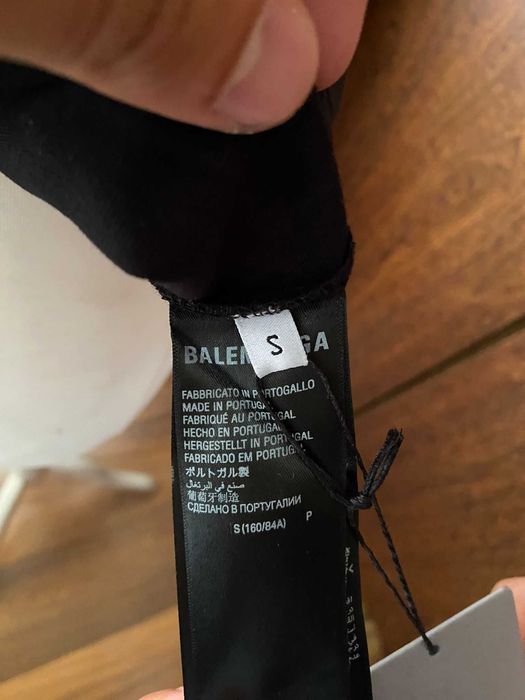 S
FABBRICATO IN PORTOGALLO
MADE IN PORTUGAL
FABRIQUÉ AU PORTUGAL
HECHO EN PORTUGAL
HERGESTELLT IN PORTUGAL
FABRICADO EM PORTUGAL
ポルトガル製
صنع في البرتغال
葡萄牙制造
СДЕЛАНО В ПОРТУГАЛИИ
S (160/84A) P